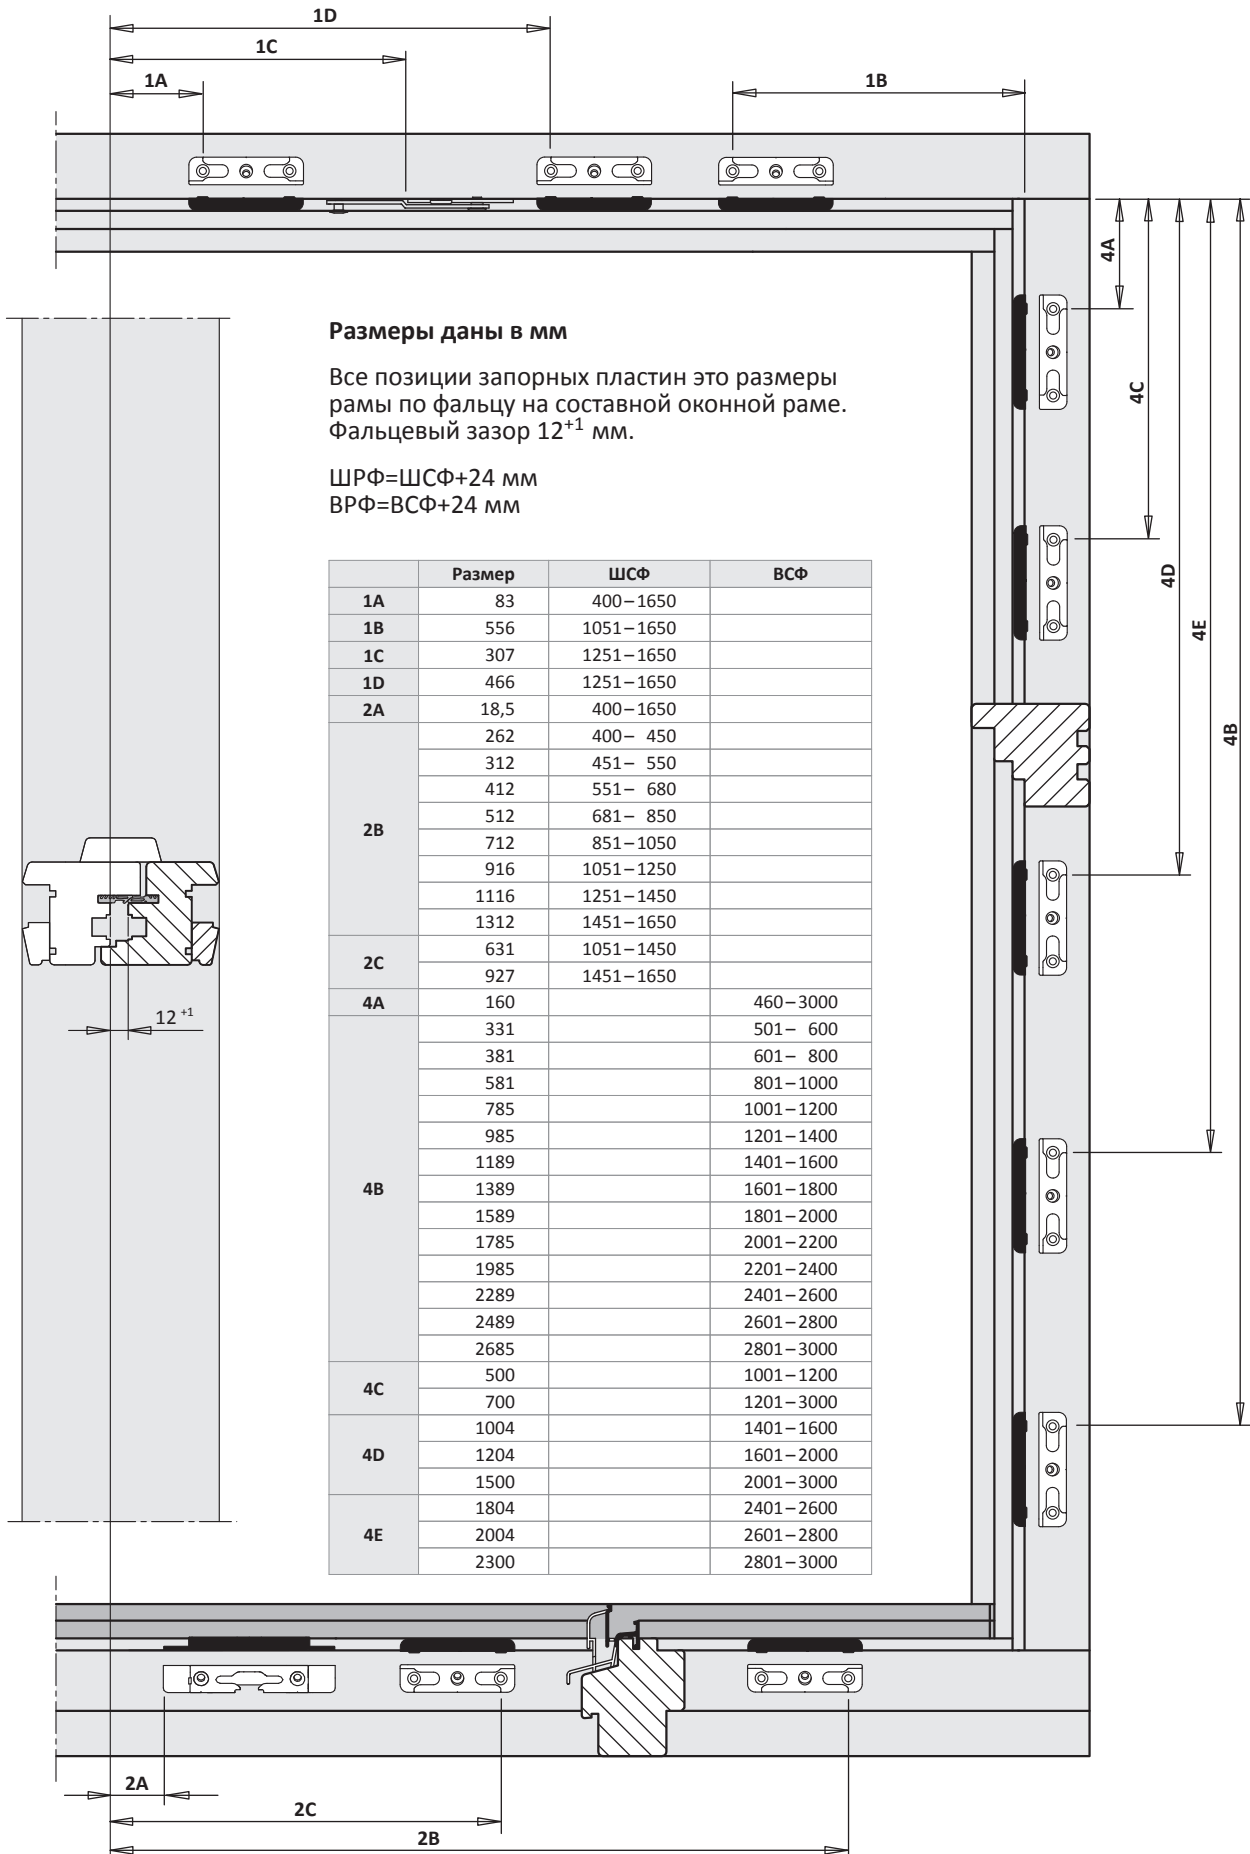 1D
1C
1A
1B
4A
4C
4D
4E
4B
Размеры даны в мм
Все позиции запорных пластин это размеры
рамы по фальцу на составной оконной раме.
Фальцевый зазор 12+1 мм.
ШРФ=ШСФ+24 мм
ВРФ=ВСФ+24 мм
Размер ШСФ ВСФ
1A 83 400–1650
1B 556 1051–1650
1C 307 1251–1650
1D 466 1251–1650
2A 18,5 400–1650
2B 262 400– 450
312 451– 550
412 551– 680
512 681– 850
712 851–1050
916 1051–1250
1116 1251–1450
1312 1451–1650
2C 631 1051–1450
927 1451–1650
4A 160 460–3000
4B 331 501– 600
381 601– 800
581 801–1000
785 1001–1200
985 1201–1400
1189 1401–1600
1389 1601–1800
1589 1801–2000
1785 2001–2200
1985 2201–2400
2289 2401–2600
2489 2601–2800
2685 2801–3000
4C 500 1001–1200
700 1201–3000
4D 1004 1401–1600
1204 1601–2000
1500 2001–3000
4E 1804 2401–2600
2004 2601–2800
2300 2801–3000
12 +1
2A
2C
2B